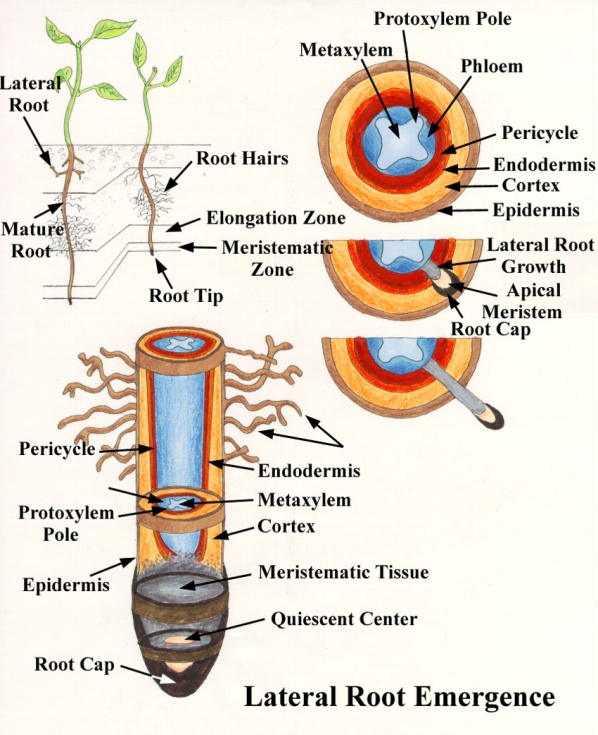 Protoxylem Pole
Metaxylem
Phloem
Lateral
Root
Pericycle
Root Hairs
Endodermis
Cortex
Elongation Zone
Epidermis
Mature
Root
Meristematic
Zone
Lateral Root
Growth
Root Tip
Apical
Meristem
Root Cap
Pericycle
Endodermis
Metaxylem
Protoxylem
Pole
Cortex
Epidermis
Meristematic Tissue
Quiescent Center
Root Cap
Lateral Root Emergence